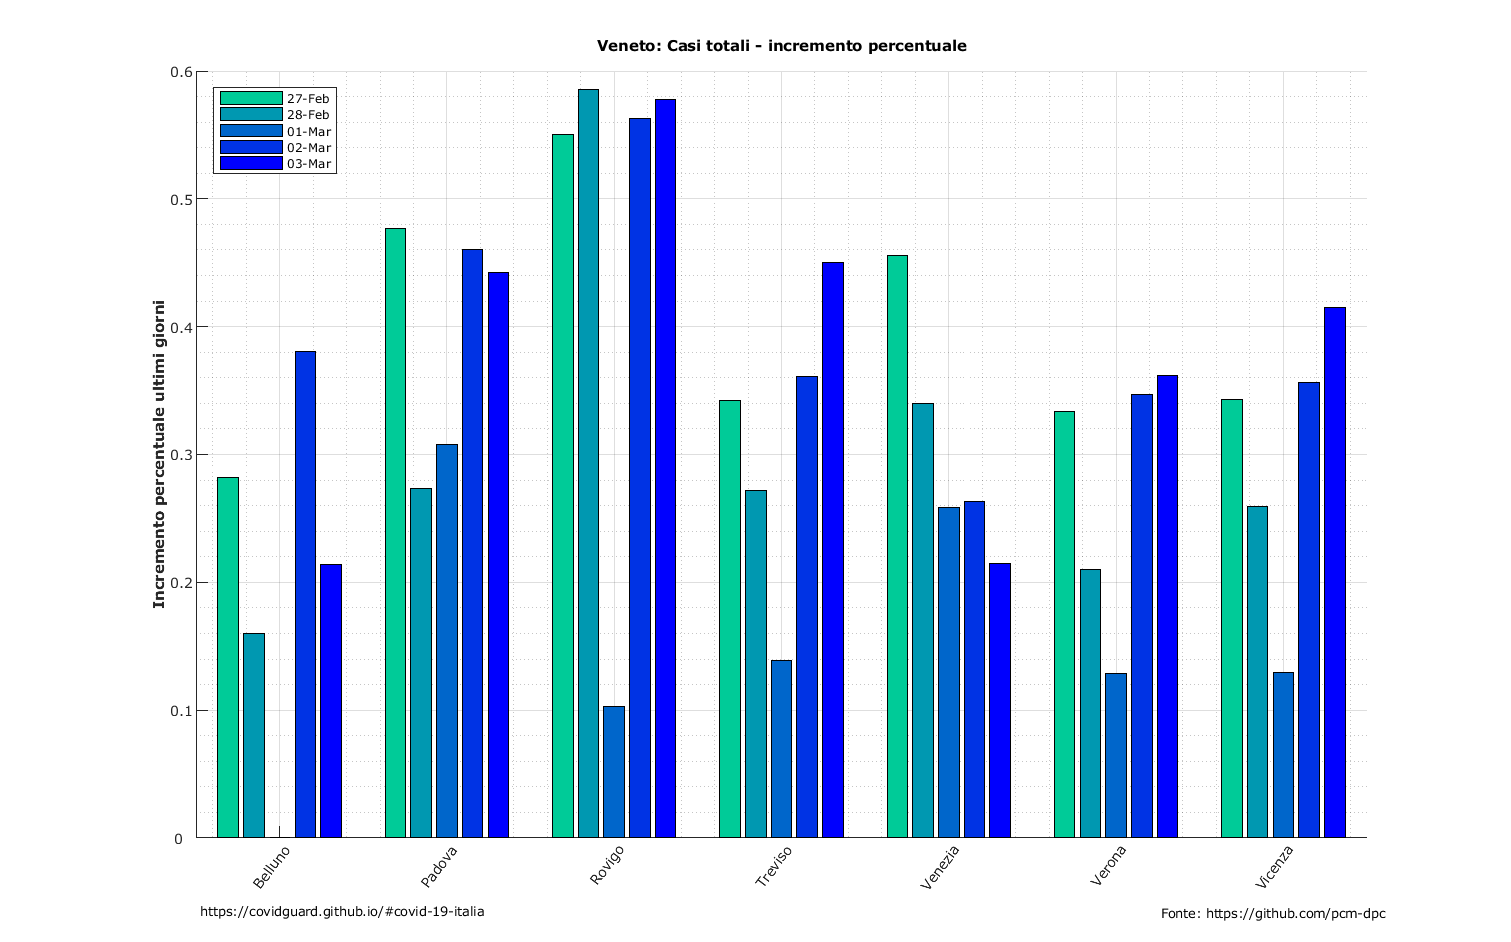 Veneto: Casi totali - incremento percentuale
27-Feb
28-Feb
01-Mar
02-Mar
03-Mar
Incremento percentuale ultimi giorni
0.6
0.5
0.4
0.3
0.2
0.1
0
Belluno
Padova
Rovigo
Treviso
Venezia
Verona
Vicenza
https://covidguard.github.io/#covid-19-italia
Fonte: https://github.com/pcm-dpc